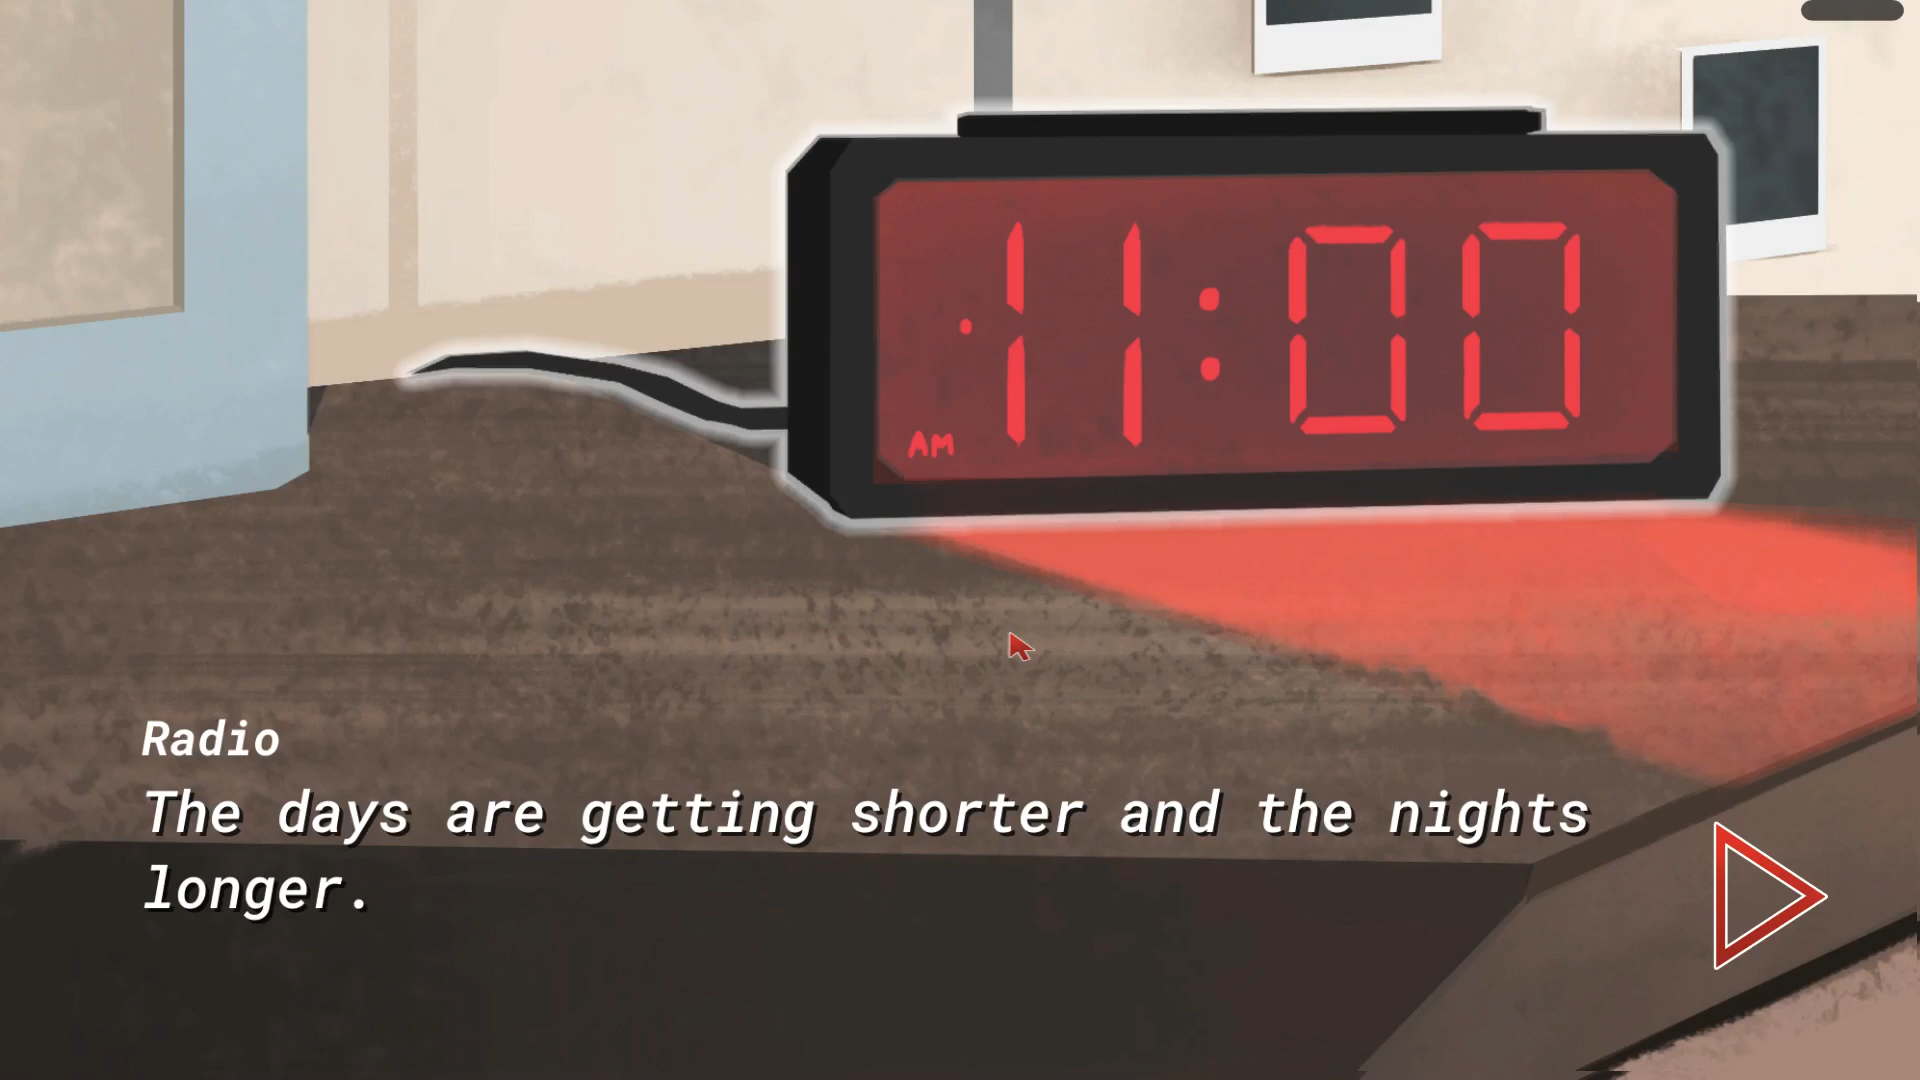 11:00
AM
Radio
The days are getting shorter and the nights
longer.